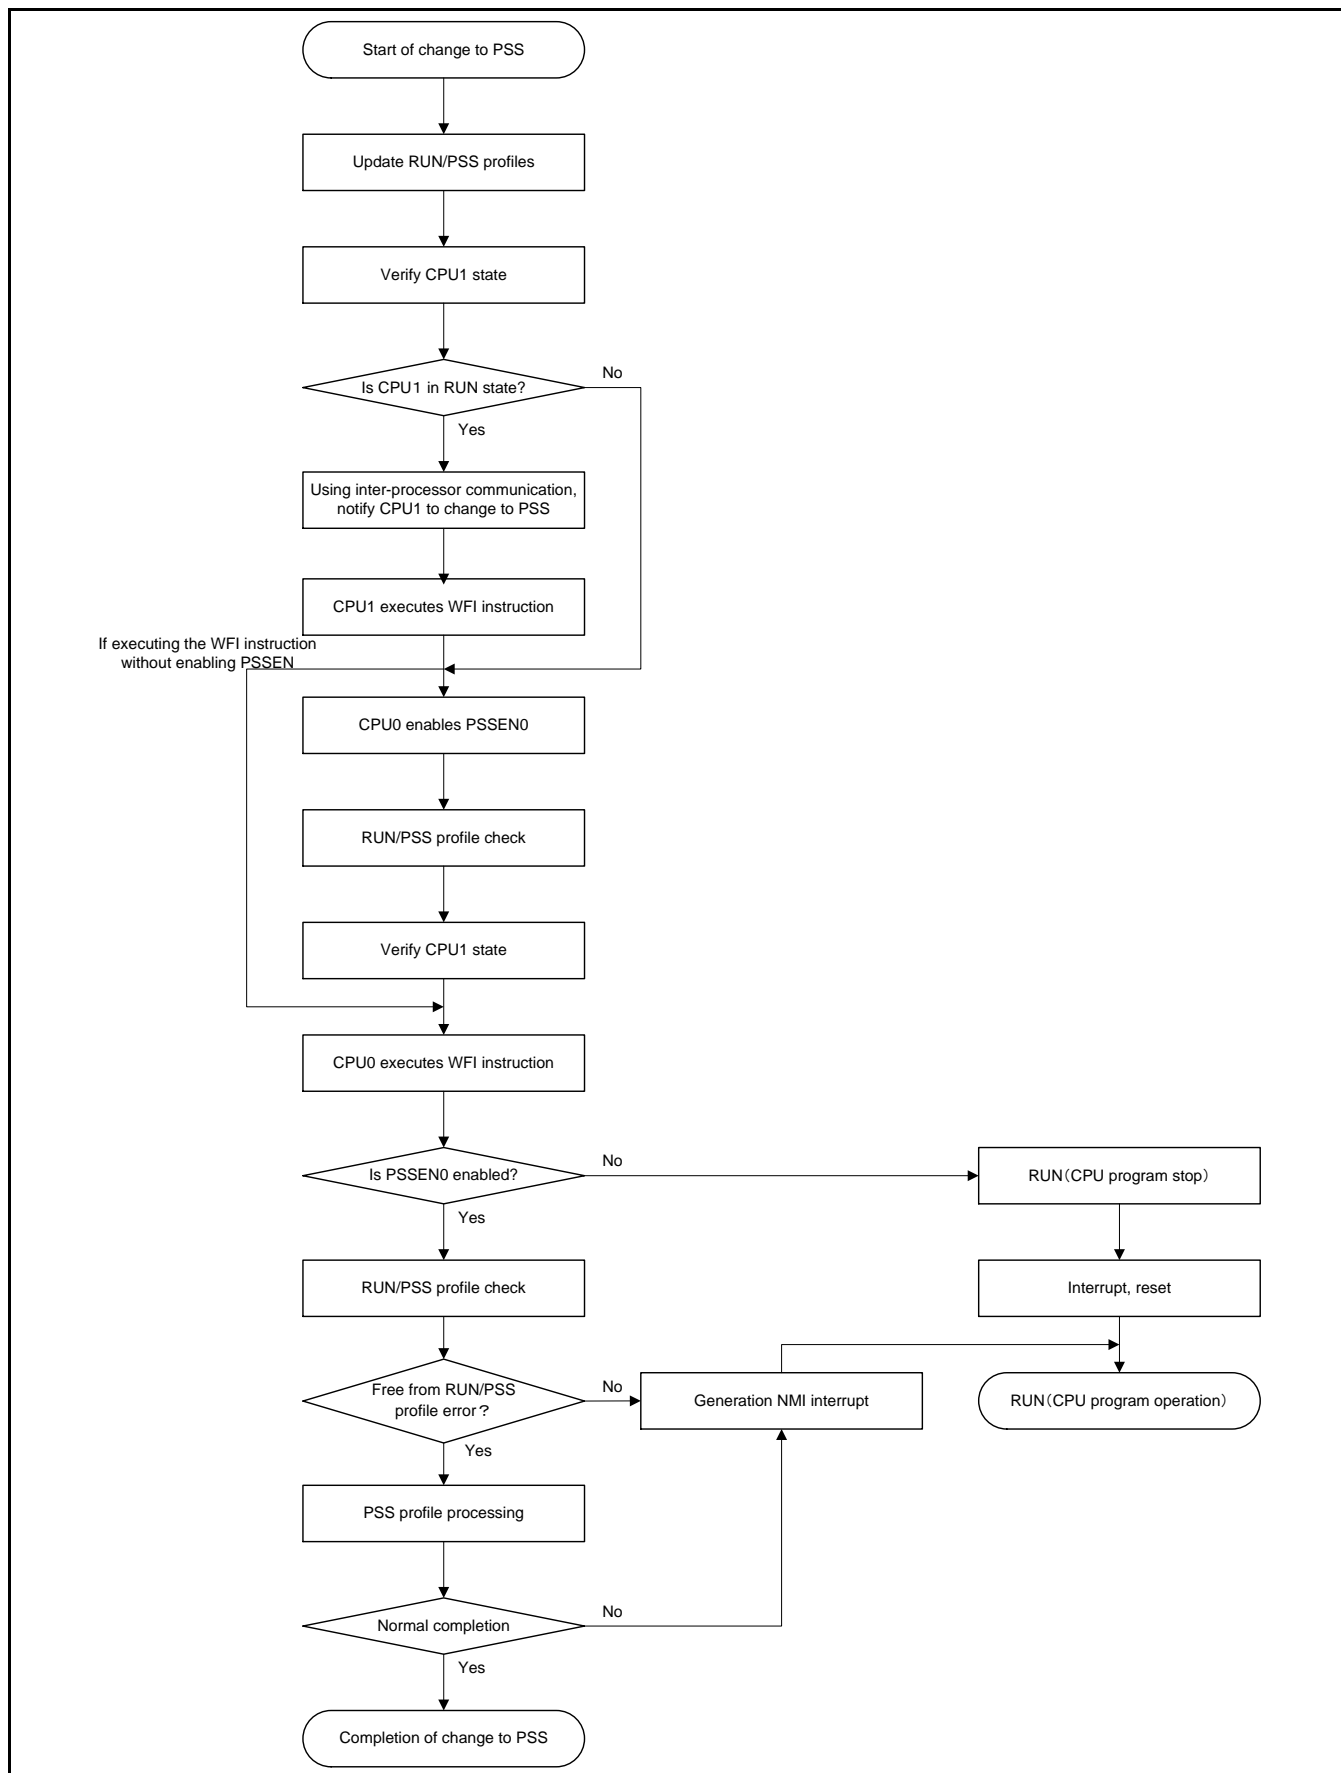 Start of change to PSS
Update RUN/PSS profiles
Verify CPU1 state
Is CPU1 in RUN state?
No
Yes
Using inter-processor communication,
notify CPU1 to change to PSS
CPU1 executes WFI instruction
If executing the WFI instruction
without enabling PSSEN
CPU0 enables PSSEN0
RUN/PSS profile check
Verify CPU1 state
CPU0 executes WFI instruction
Is PSSEN0 enabled?
No
RUN（CPU program stop）
Yes
RUN/PSS profile check
Interrupt, reset
Free from RUN/PSS
profile error？
No
Generation NMI interrupt
RUN（CPU program operation）
Yes
PSS profile processing
Normal completion
No
Yes
Completion of change to PSS